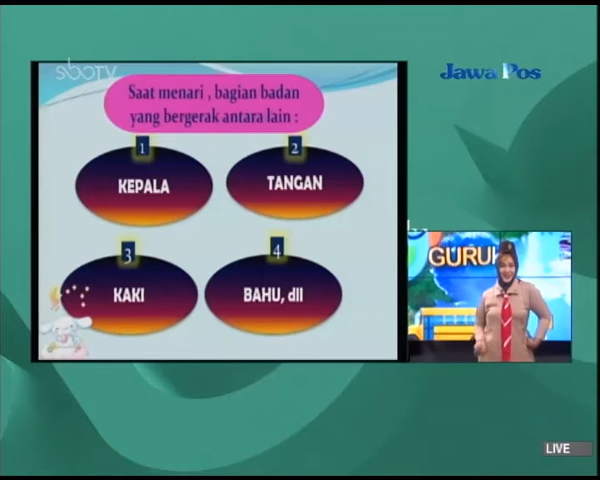 sboTV
Jawa Pos
Saat menari , bagian badan
yang bergerak antara lain :
1
KEPALA
2
TANGAN
3
KAKI
4
BAHU, dll
GURUK
LIVE